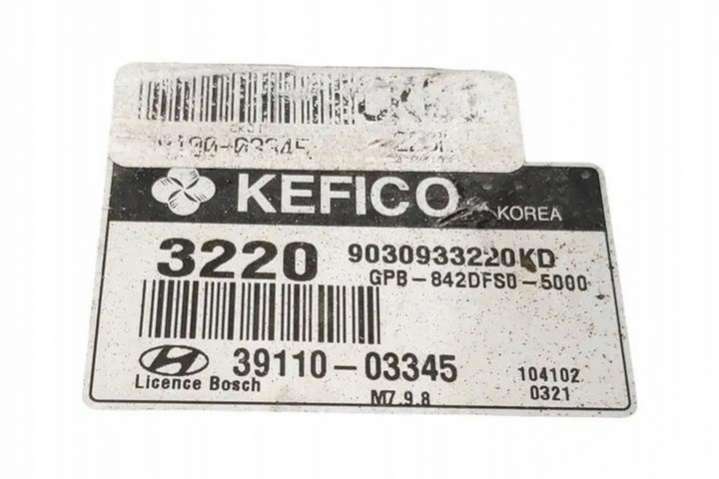 KEFICO KOREA
3220 9030933220KD
GPB-842DFS0-5000
39110-03345 104102
Licence Bosch M7.9.8 0321